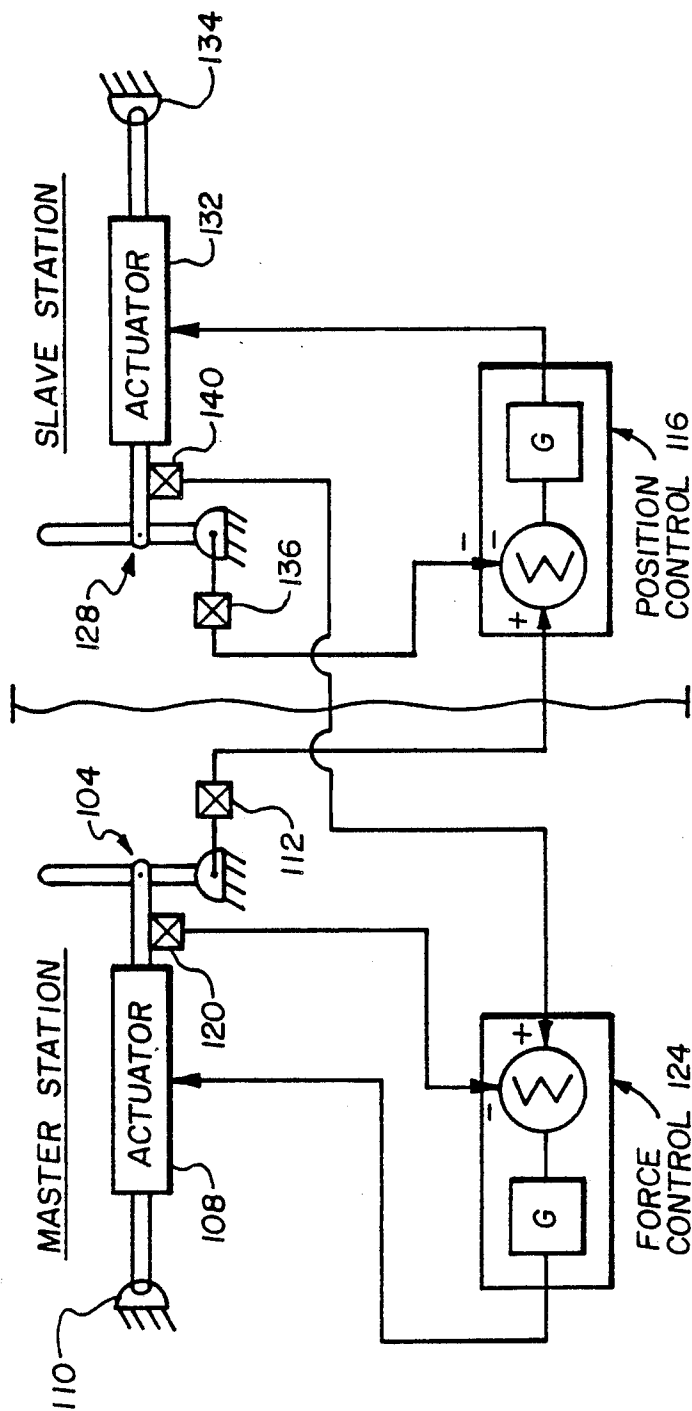 MASTER STATION
SLAVE STATION
110
ACTUATOR
108
120
104
112
128
136
140
ACTUATOR
132
134
+
-
Σ
G
FORCE
CONTROL 124
+
- -
Σ
G
POSITION
CONTROL 116